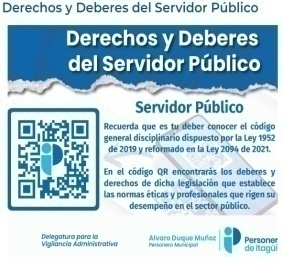 Derechos y Deberes del Servidor Público
Derechos y Deberes
del Servidor Público
Servidor Público
Recuerda que es tu deber conocer el código
general disciplinario dispuesto por la Ley 1952
de 2019 y reformado en la Ley 2094 de 2021.
En el código QR encontrarás los deberes y
derechos de dicha legislación que establece
las normas éticas y profesionales que rigen su
desempeño en el sector público.
Delegatura para la
Vigilancia Administrativa
Alvaro Duque Muñoz
Personero Municipal
Personer
de Itagüí